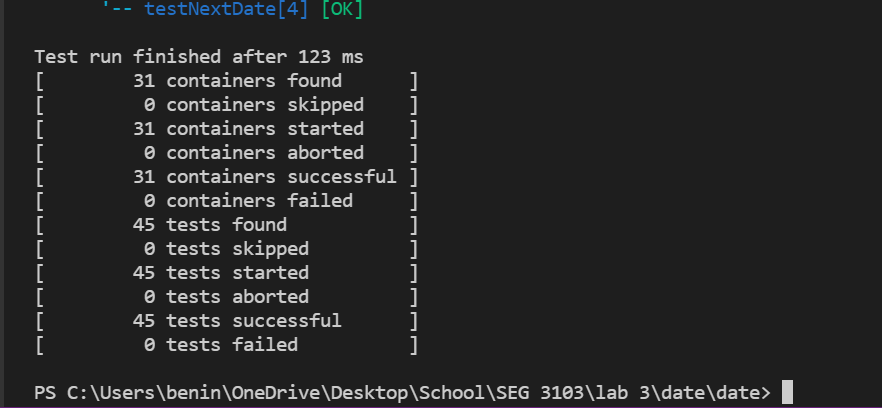 '-- testNextDate[4] [OK]
Test run finished after 123 ms
[        31 containers found      ]
[         0 containers skipped    ]
[        31 containers started    ]
[         0 containers aborted    ]
[        31 containers successful ]
[         0 containers failed     ]
[        45 tests found           ]
[         0 tests skipped         ]
[        45 tests started         ]
[         0 tests aborted         ]
[        45 tests successful      ]
[         0 tests failed          ]
PS C:\Users\benin\OneDrive\Desktop\School\SEG 3103\lab 3\date\date>